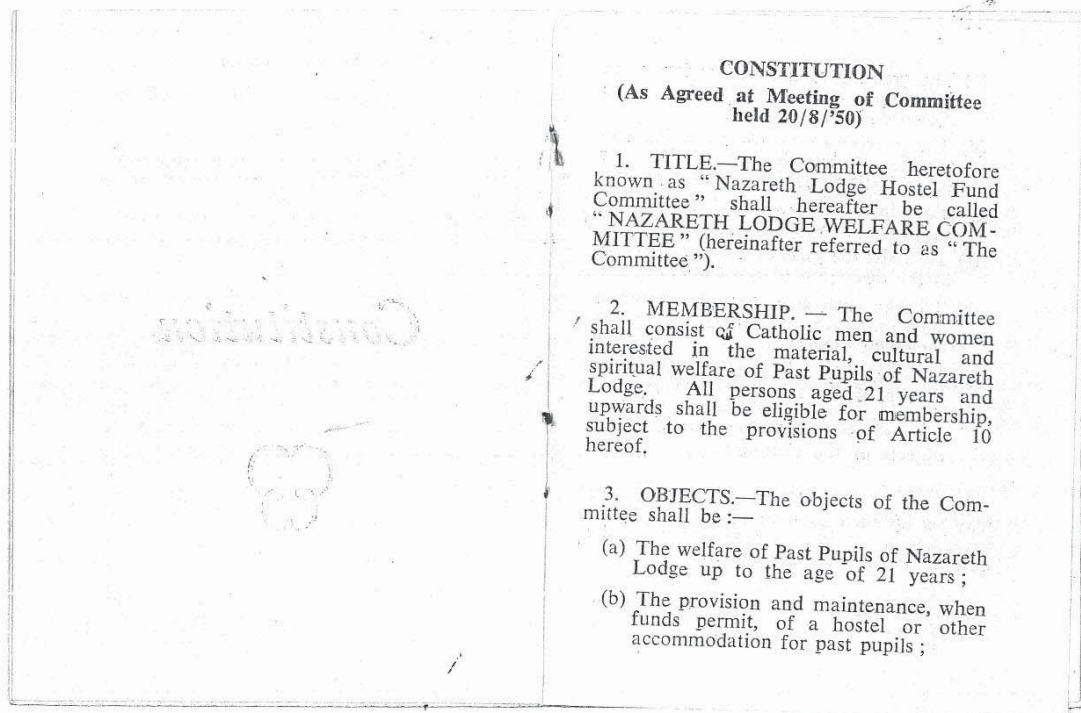 Constitution
CONSTITUTION
(As Agreed at Meeting of Committee
held 20/8/'50)
1. TITLE.—The Committee heretofore
known as “Nazareth Lodge Hostel Fund
Committee” shall hereafter be called
“NAZARETH LODGE WELFARE COM-
MITTEE” (hereinafter referred to as “The
Committee”).
2. MEMBERSHIP. — The Committee
shall consist of Catholic men and women
interested in the material, cultural and
spiritual welfare of Past Pupils of Nazareth
Lodge. All persons aged 21 years and
upwards shall be eligible for membership,
subject to the provisions of Article 10
hereof.
3. OBJECTS.—The objects of the Com-
mittee shall be :—
(a) The welfare of Past Pupils of Nazareth
Lodge up to the age of 21 years ;
(b) The provision and maintenance, when
funds permit, of a hostel or other
accommodation for past pupils ;